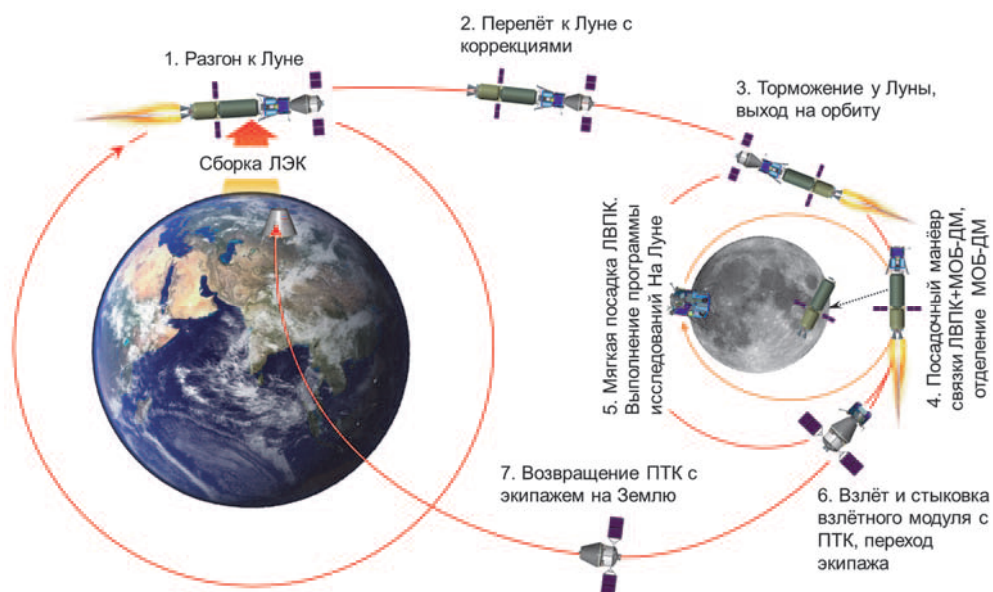 1. Разгон к Луне
Сборка ЛЭК
2. Перелёт к Луне с
коррекциями
3. Торможение у Луны,
выход на орбиту
4. Посадочный манёвр
связки ЛВПК+МОБ-ДМ,
отделение МОБ-ДМ
5. Мягкая посадка ЛВПК.
Выполнение программы
исследований На Луне
6. Взлёт и стыковка
взлётного модуля с
ПТК, переход
экипажа
7. Возвращение ПТК с
экипажем на Землю